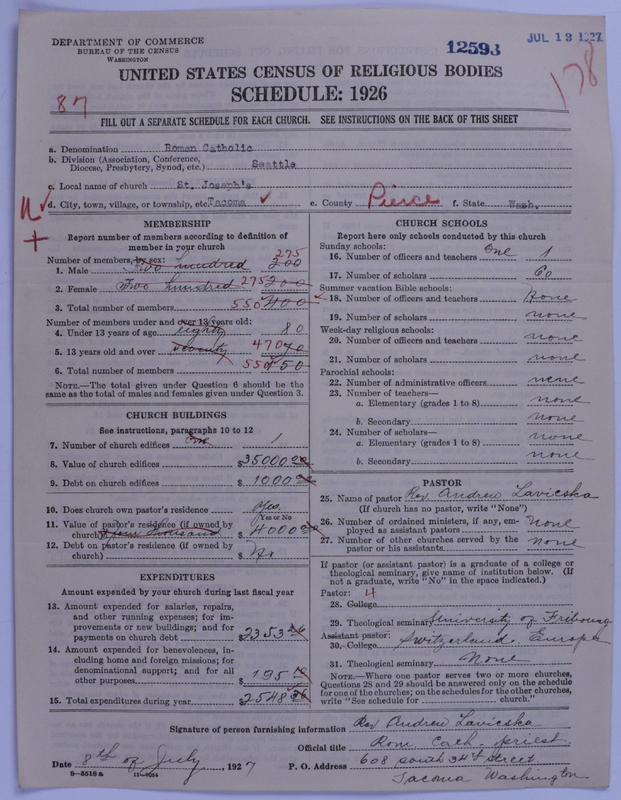 DEPARTMENT OF COMMERCE
BUREAU OF THE CENSUS
WASHINGTON
12593
JUL 13 1927
178
UNITED STATES CENSUS OF RELIGIOUS BODIES
SCHEDULE: 1926
87
FILL OUT A SEPARATE SCHEDULE FOR EACH CHURCH. SEE INSTRUCTIONS ON THE BACK OF THIS SHEET
a. Denomination Roman Catholic
b. Division (Association, Conference,
Diocese, Presbytery, Synod, etc.) Seattle
c. Local name of church St. Joseph's
d. City, town, village, or township, etc. Tacoma e. County Pierce f. State Wash.
MEMBERSHIP
Report number of members according to definition of
member in your church
Number of members, by sex:
1. Male Two hundred 200 275
2. Female Two hundred 275 200
3. Total number of members 550 400
Number of members under and over 13 years old:
4. Under 13 years of age Eighty 80
5. 13 years old and over Seventy 470 70
6. Total number of members 550 150
NOTE.—The total given under Question 6 should be the
same as the total of males and females given under Question 3.
CHURCH BUILDINGS
See instructions, paragraphs 10 to 12
7. Number of church edifices One 1
8. Value of church edifices $35000.00
9. Debt on church edifices $1000.00
10. Does church own pastor's residence Yes.
(Yes or No)
11. Value of pastor's residence (if owned by
church) Four thousand $4000.00
12. Debt on pastor's residence (if owned by
church) $No
EXPENDITURES
Amount expended by your church during last fiscal year
13. Amount expended for salaries, repairs,
and other running expenses; for im-
provements or new buildings; and for
payments on church debt $2353
14. Amount expended for benevolences, in-
cluding home and foreign missions; for
denominational support; and for all
other purposes $195
15. Total expenditures during year $2548
CHURCH SCHOOLS
Report here only schools conducted by this church
Sunday schools:
16. Number of officers and teachers One 1
17. Number of scholars 60
Summer vacation Bible schools:
18. Number of officers and teachers None
19. Number of scholars none
Week-day religious schools:
20. Number of officers and teachers none
21. Number of scholars none
Parochial schools:
22. Number of administrative officers none
23. Number of teachers—
a. Elementary (grades 1 to 8) none
b. Secondary none
24. Number of scholars—
a. Elementary (grades 1 to 8) none
b. Secondary none
PASTOR
25. Name of pastor Rev. Andrew Lavicska
(If church has no pastor, write "None")
26. Number of ordained ministers, if any, em-
ployed as assistant pastors None
27. Number of other churches served by the
pastor or his assistants None
If pastor (or assistant pastor) is a graduate of a college or
theological seminary, give name of institution below. (If
not a graduate, write "No" in the space indicated.)
Pastor: 4
28. College
29. Theological seminary University of Fribourg
Assistant pastor:
30. College Switzerland. Europa
31. Theological seminary None
NOTE.—Where one pastor serves two or more churches,
Questions 28 and 29 should be answered only on the schedule
for one of the churches; on the schedules for the other churches,
write "See schedule for church."
Signature of person furnishing information Rev Andrew Lavicska
Official title Rom Cath. priest
Date 8th of July, 1927 P. O. Address 608 South 34th street
8-5518 a 11-9054 Tacoma Washington